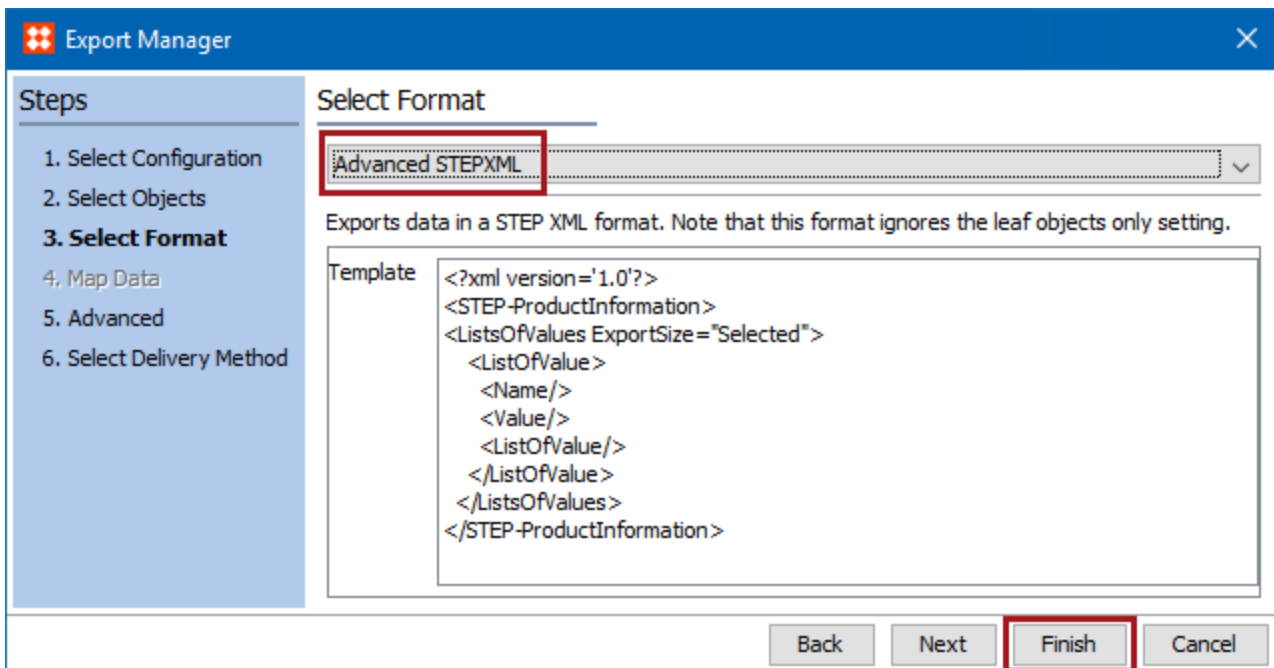 Export Manager
Steps
1. Select Configuration
2. Select Objects
3. Select Format
4. Map Data
5. Advanced
6. Select Delivery Method
Select Format
Advanced STEPXML
Exports data in a STEP XML format. Note that this format ignores the leaf objects only setting.
Template
<?xml version='1.0'?>
<STEP-ProductInformation>
<ListsOfValues ExportSize="Selected">
<ListOfValue>
<Name/>
<Value/>
<ListOfValue/>
</ListOfValue>
</ListsOfValues>
</STEP-ProductInformation>
Back Next Finish Cancel